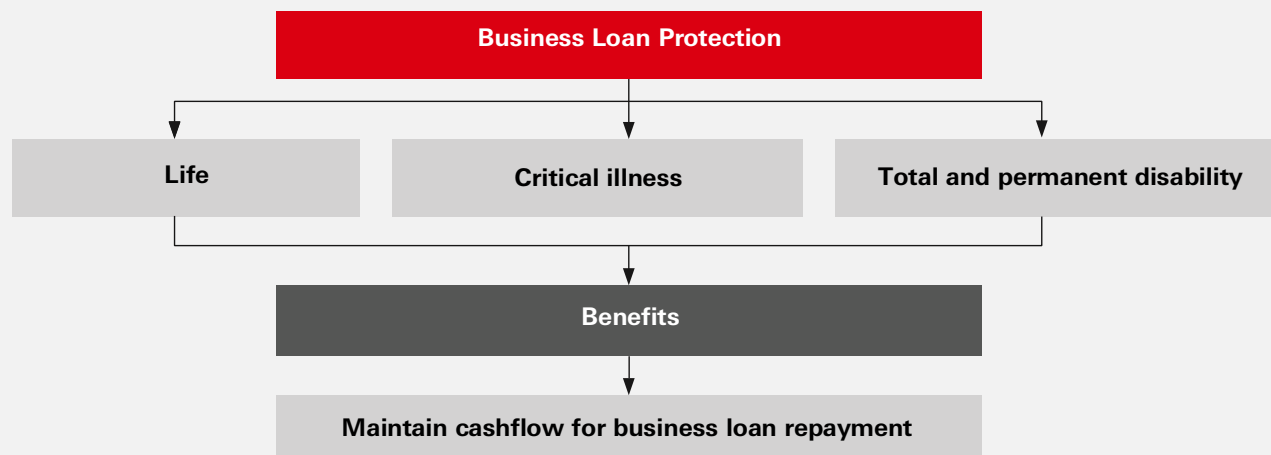 Business Loan Protection
Life
Critical illness
Total and permanent disability
Benefits
Maintain cashflow for business loan repayment